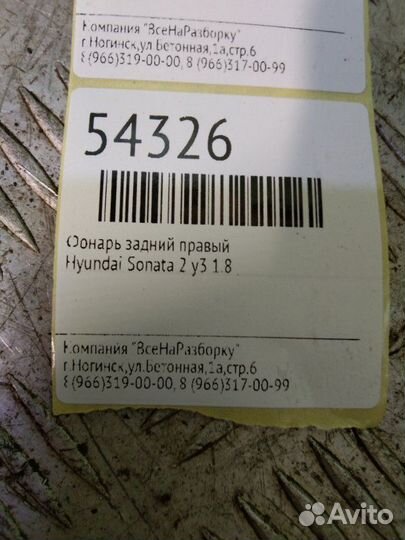 Компания "ВсеНаРазборку"
г.Ногинск,ул.Бетонная,1а,стр.6
8(966)319-00-00, 8 (966)317-00-99
54326
Фонарь задний правый
Hyundai Sonata 2 y3 1.8
Компания "ВсеНаРазборку"
г.Ногинск,ул.Бетонная,1а,стр.6
8(966)319-00-00, 8 (966)317-00-99
Avito